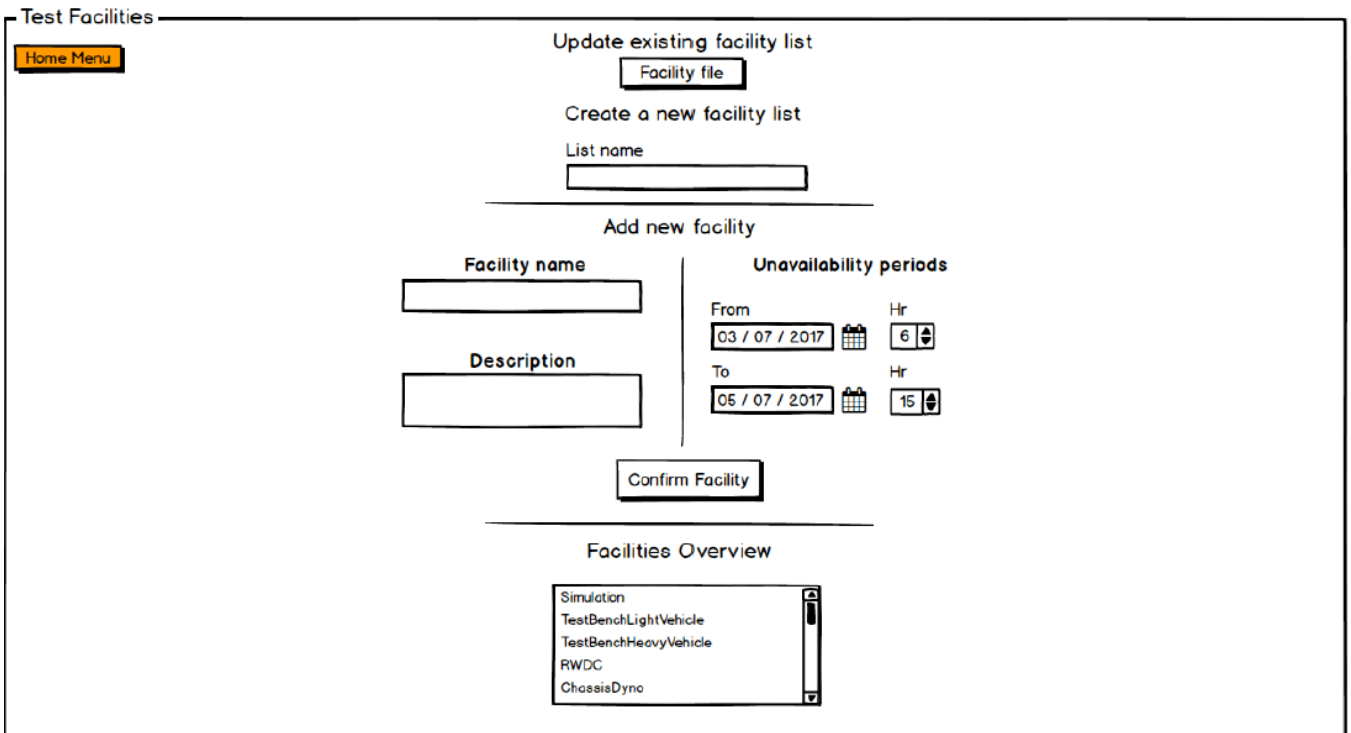 Test Facilities
Home Menu
Update existing facility list
Facility file
Create a new facility list
List name
Add new facility
Facility name
Unavailability periods
From
Hr
03 / 07 / 2017
6
Description
To
Hr
05 / 07 / 2017
15
Confirm Facility
Facilities Overview
Simulation
TestBenchLightVehicle
TestBenchHeavyVehicle
RWDC
ChassisDyno